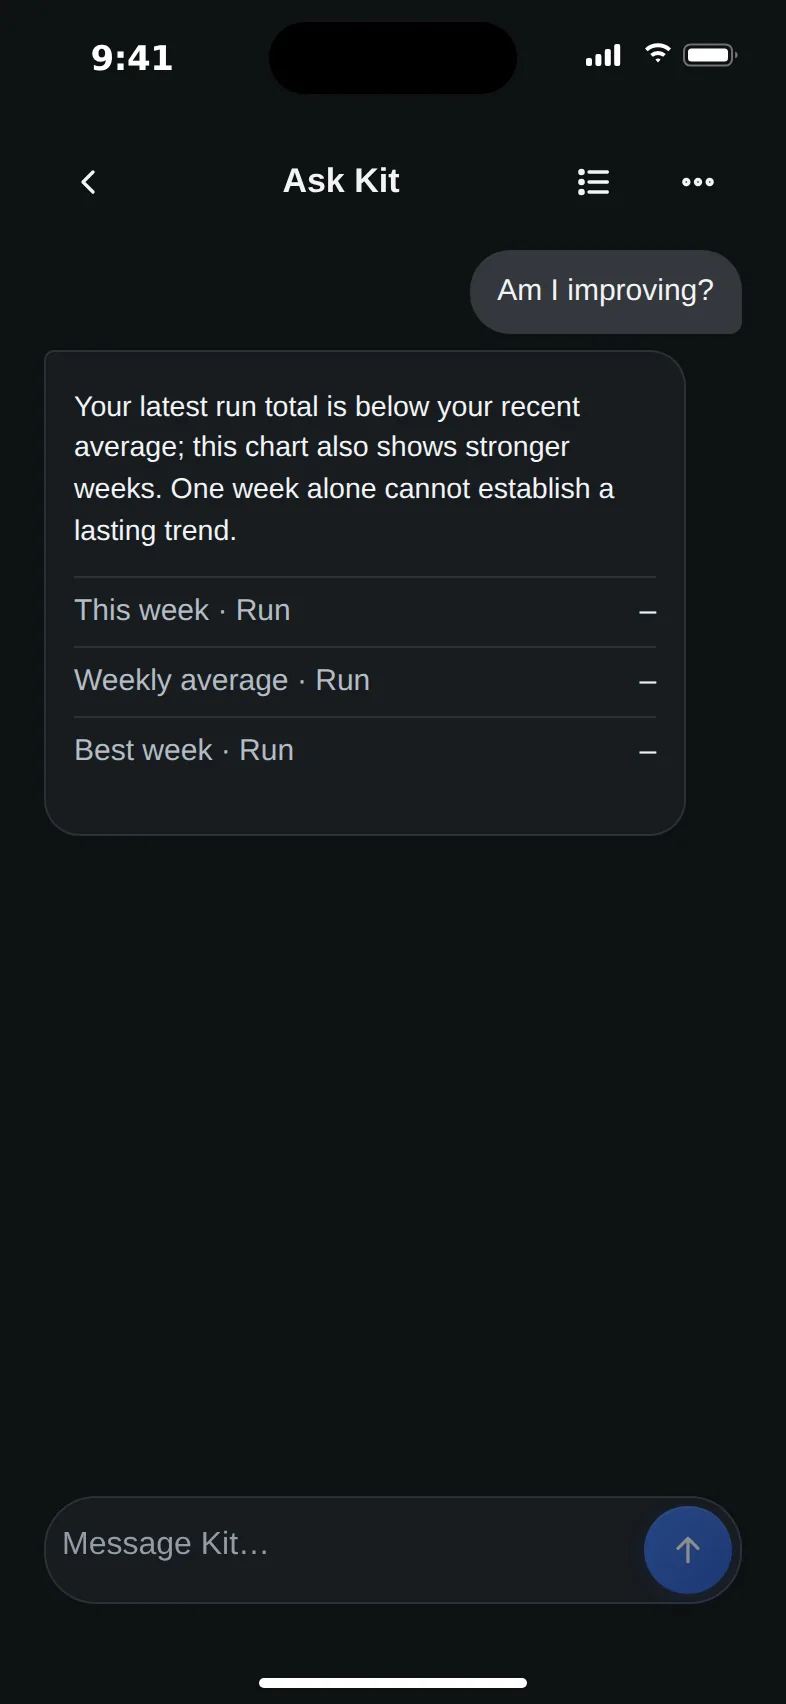 9:41
Ask Kit
Am I improving?
Your latest run total is below your recent
average; this chart also shows stronger
weeks. One week alone cannot establish a
lasting trend.
This week · Run –
Weekly average · Run –
Best week · Run –
Message Kit…